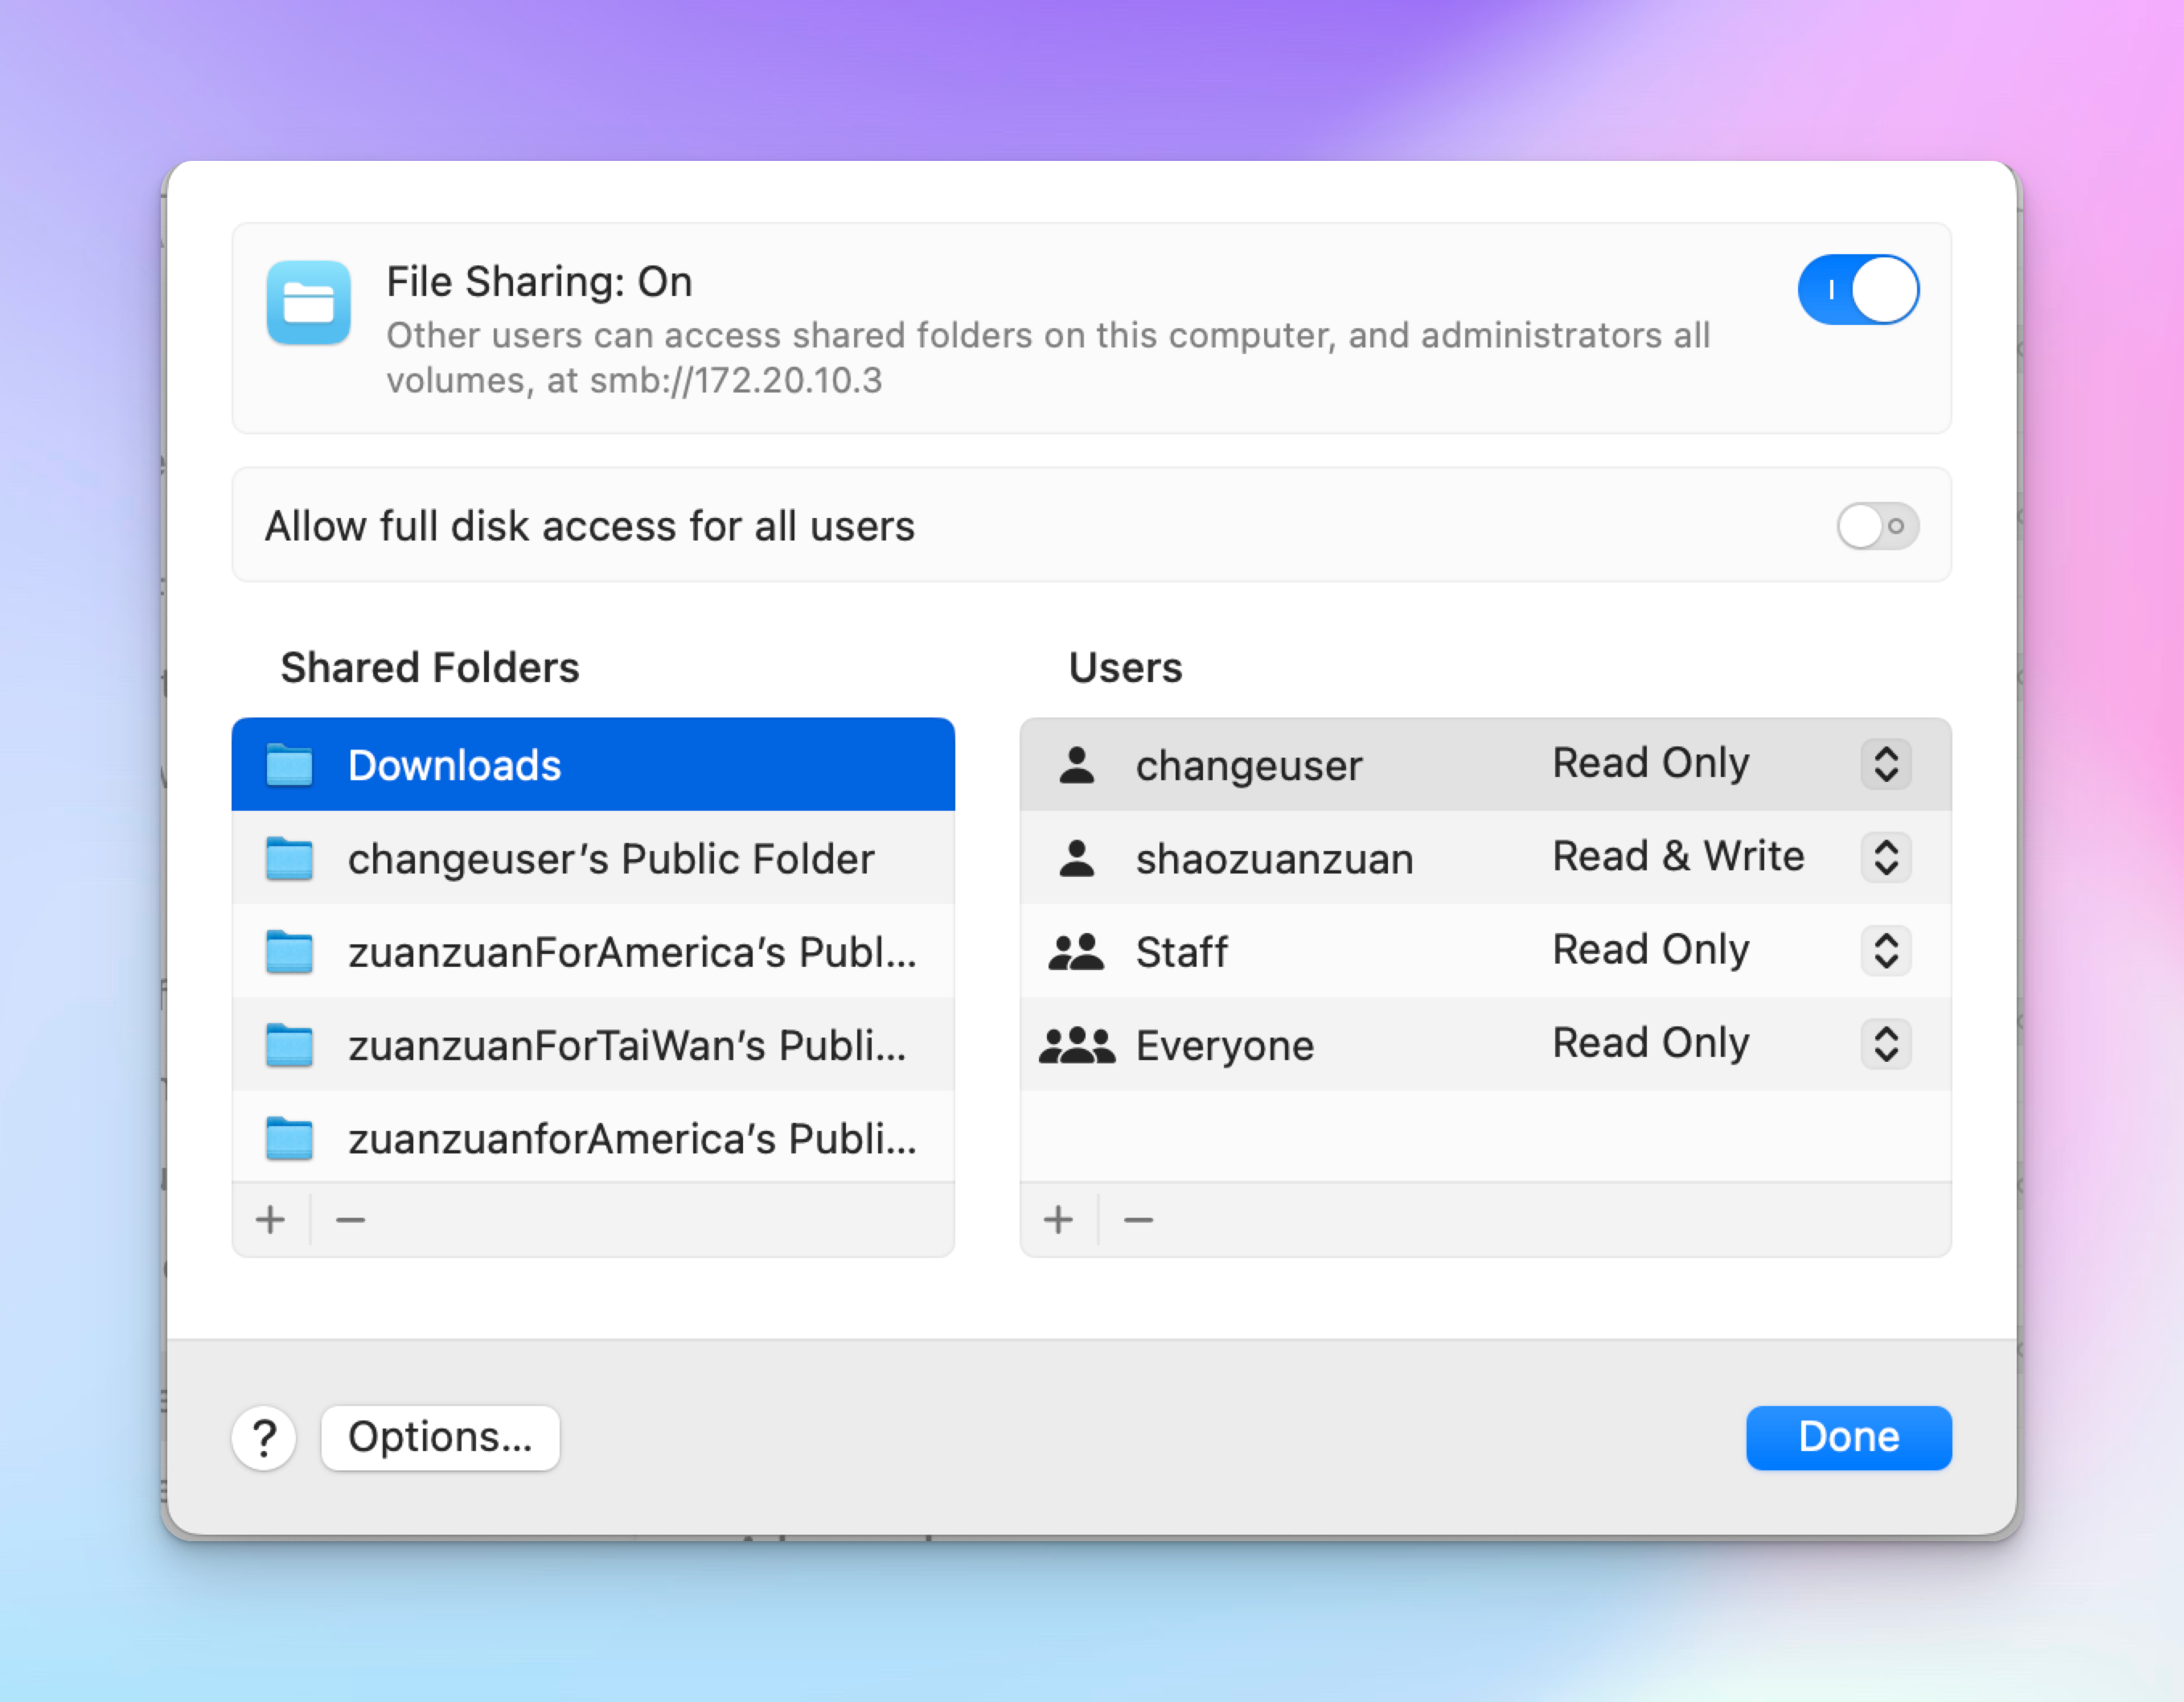 File Sharing: On
Other users can access shared folders on this computer, and administrators all
volumes, at smb://172.20.10.3
Allow full disk access for all users
Shared Folders
Downloads
changeuser’s Public Folder
zuanzuanForAmerica’s Publ...
zuanzuanForTaiWan’s Publi...
zuanzuanforAmerica’s Publi...
Users
changeuser Read Only
shaozuanzuan Read & Write
Staff Read Only
Everyone Read Only
? Options...
Done